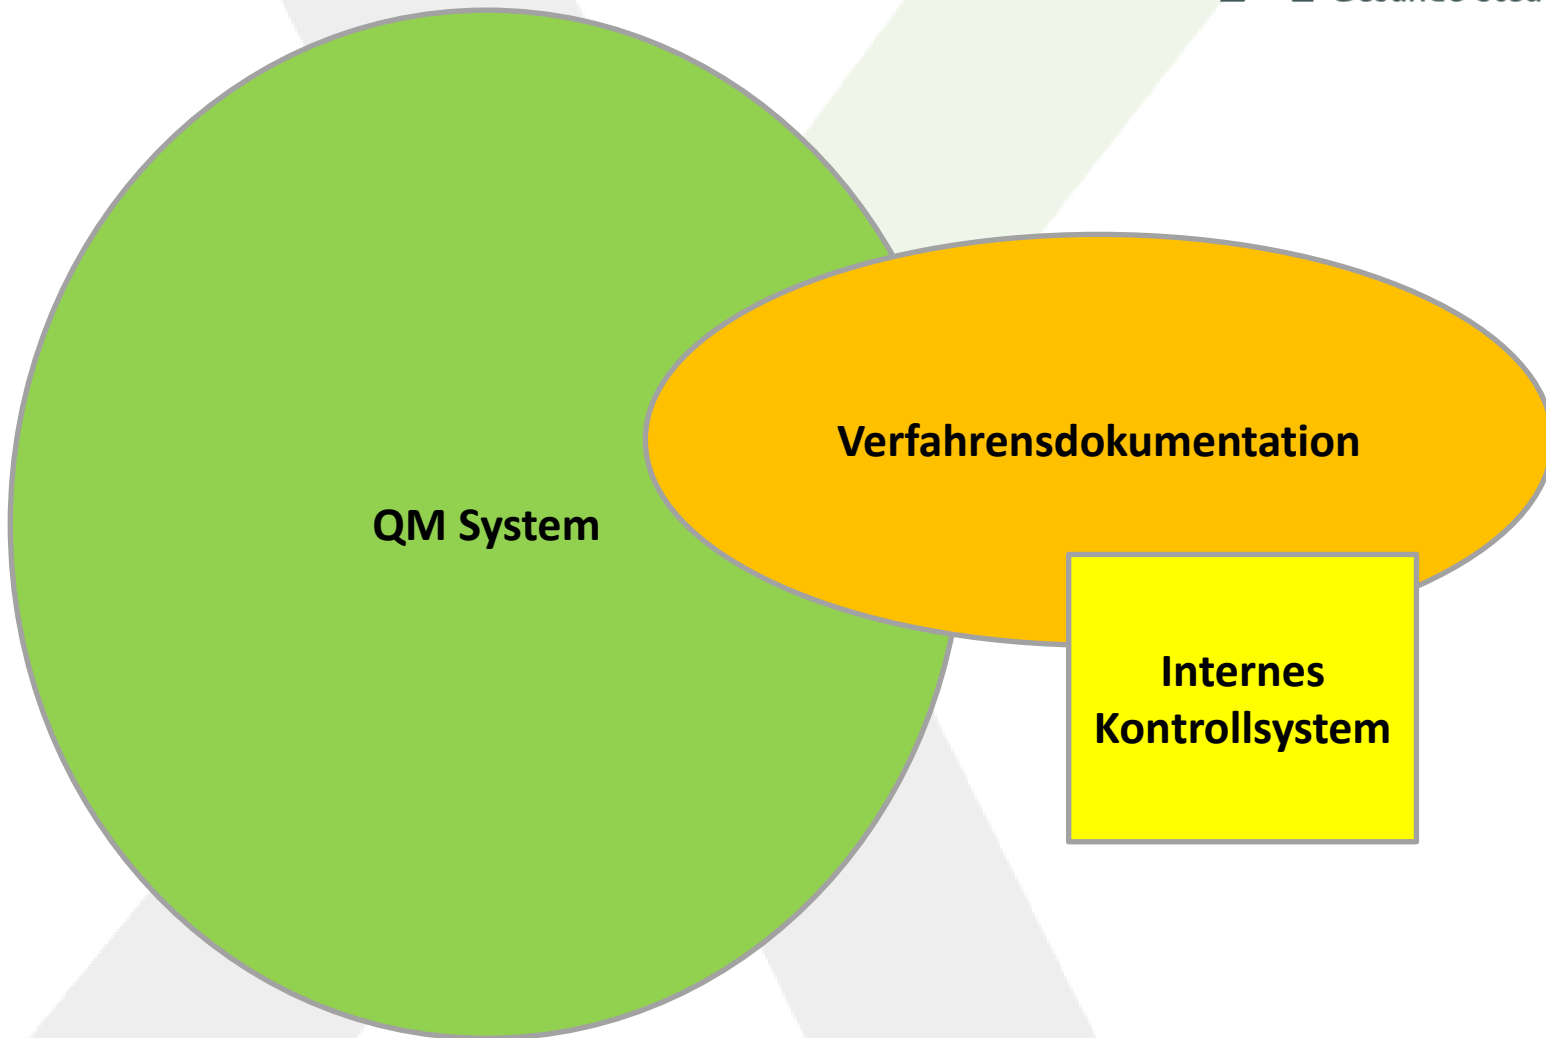 Verfahrensdokumentation
QM System
Internes
Kontrollsystem